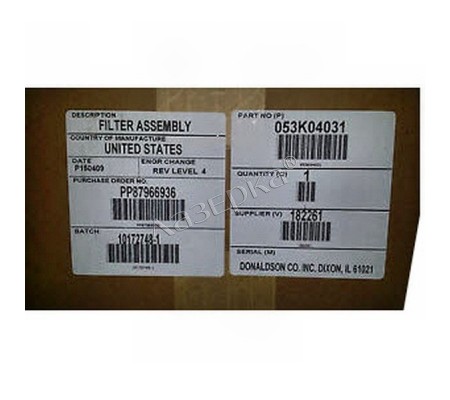 DESCRIPTION
FILTER ASSEMBLY
COUNTRY OF MANUFACTURE
UNITED STATES
DATE
P150409
ENGR CHANGE
REV LEVEL 4
PURCHASE ORDER NO.
PP87966936
BATCH
10172748-1
PART NO (P)
053K04031
QUANTITY (Q)
1
SUPPLIER (V)
182261
SERIAL (M)
DONALDSON CO. INC. DIXON, IL 61021